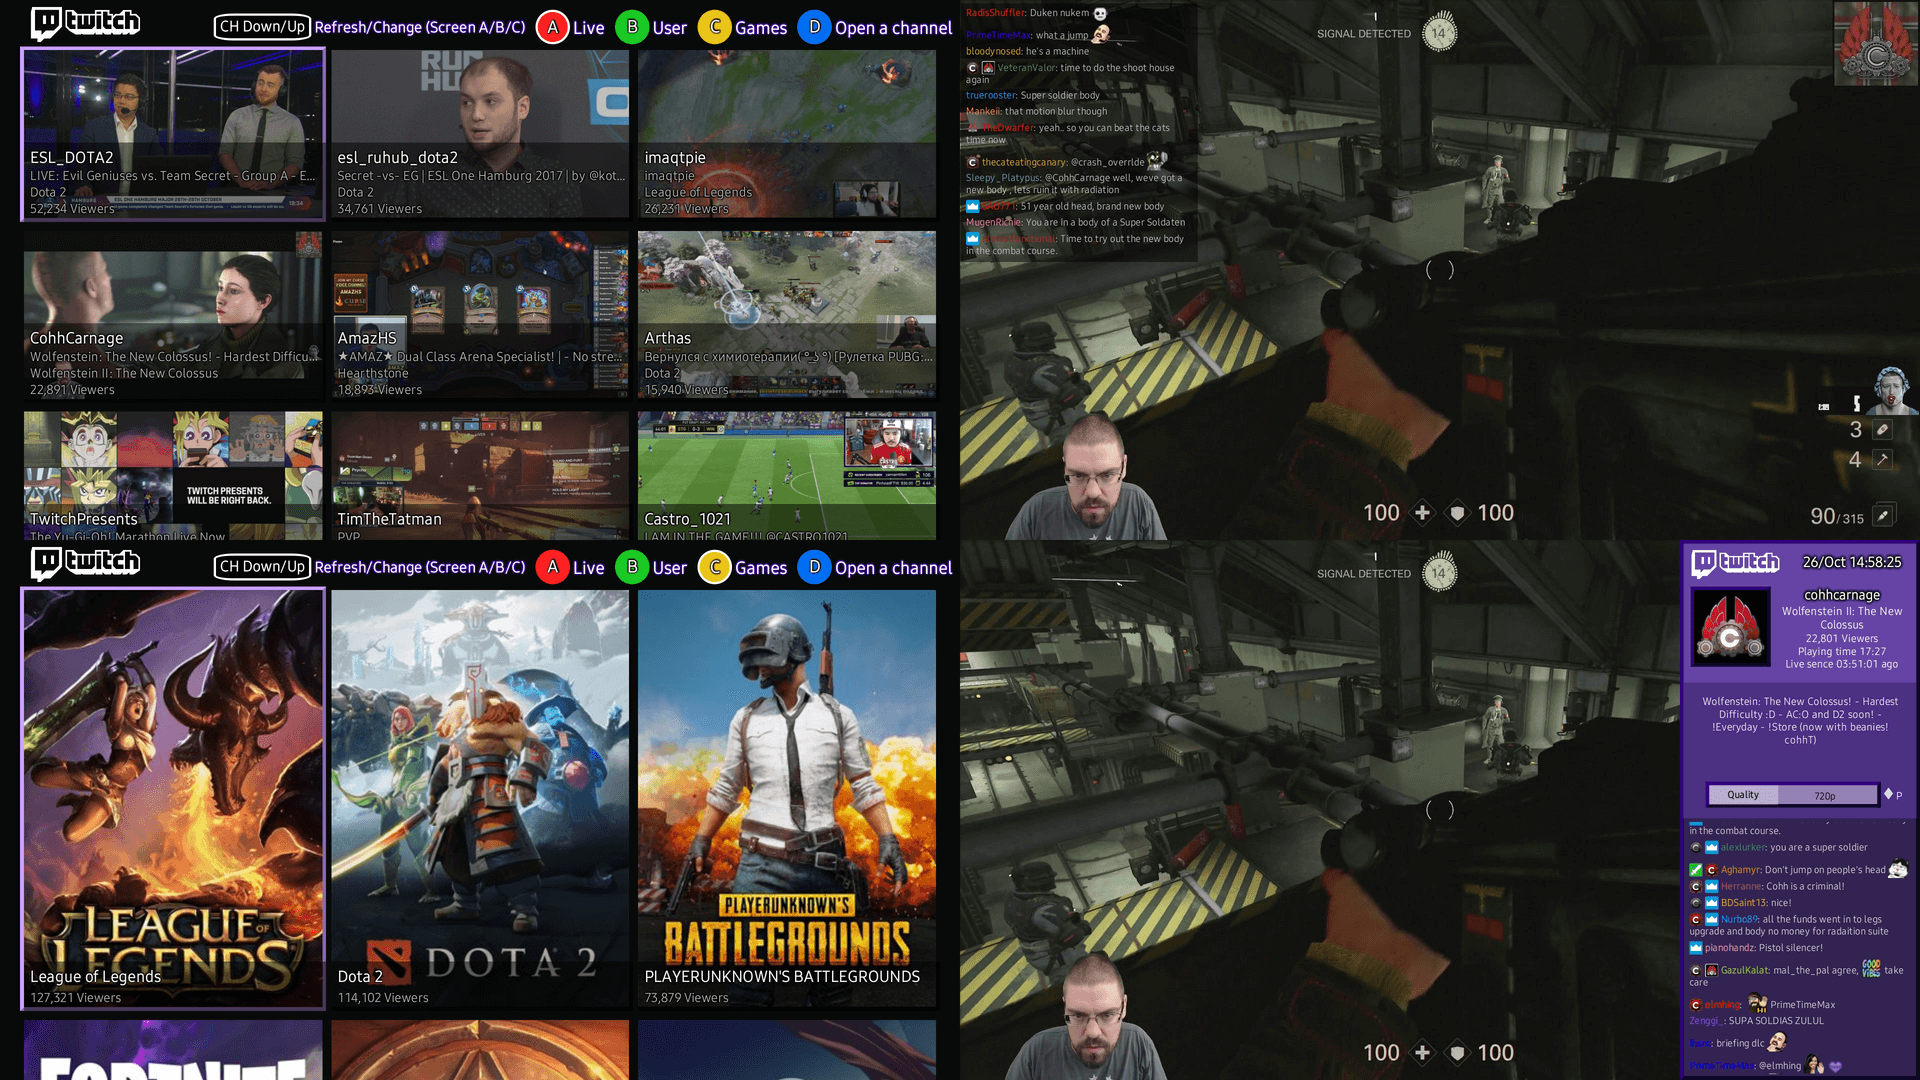 twitch
CH Down/Up Refresh/Change (Screen A/B/C) A Live B User C Games D Open a channel
ESL_DOTA2
LIVE: Evil Geniuses vs. Team Secret - Group A - E...
Dota 2
52,234 Viewers
esl_ruhub_dota2
Secret -vs- EG | ESL One Hamburg 2017 | by @kot...
Dota 2
34,761 Viewers
imaqtpie
imaqtpie
League of Legends
26,231 Viewers
CohhCarnage
Wolfenstein: The New Colossus! - Hardest Difficu...
Wolfenstein II: The New Colossus
22,891 Viewers
AmazHS
★AMAZ★ Dual Class Arena Specialist! | - No stre...
Hearthstone
18,893 Viewers
Arthas
Вернулся с химиотерапии( ͡° ͜ʖ ͡°) [Рулетка PUBG:...
Dota 2
15,940 Viewers
TWITCH PRESENTS
WILL BE RIGHT BACK.
TwitchPresents
The Yu-Gi-Oh! Marathon Live Now
TimTheTatman
PVP
Castro_1021
I AM IN THE GAME!!! @CASTRO1021
RadisShuffler: Duken nukem
PrimeTimeMax: what a jump
bloodynosed: he's a machine
VeteranValor: time to do the shoot house
again
truerooster: Super soldier body
Mankeii: that motion blur though
TheDwarfer: yeah.. so you can beat the cats
time now
thecateatingcanary: @crash_overrlde
Sleepy_Platypus: @CohhCarnage well, weve got a
new body , lets ruin it with radiation
51 year old head, brand new body
MugenRichie: You are in a body of a Super Soldaten
Time to try out the new body
in the combat course.
SIGNAL DETECTED 14
3
4
100 100
90/315
twitch
CH Down/Up Refresh/Change (Screen A/B/C) A Live B User C Games D Open a channel
LEAGUE OF LEGENDS
League of Legends
127,321 Viewers
DOTA 2
Dota 2
114,102 Viewers
PLAYERUNKNOWN'S
BATTLEGROUNDS
PLAYERUNKNOWN'S BATTLEGROUNDS
73,879 Viewers
FORTNITE
SIGNAL DETECTED 14
100 100
twitch 26/Oct 14:58:25
cohhcarnage
Wolfenstein II: The New
Colossus
22,801 Viewers
Playing time 17:27
Live sence 03:51:01 ago
Wolfenstein: The New Colossus! - Hardest
Difficulty :D - AC:O and D2 soon! -
!Everyday - !Store (now with beanies!
cohhT)
Quality 720p P
in the combat course.
alexlurker: you are a super soldier
Aghamyr: Don't jump on people's head
Herranne: Cohh is a criminal!
BDSaint13: nice!
Nurbo89: all the funds went in to legs
upgrade and body no money for radaition suite
pianohandz: Pistol silencer!
GazulKalat: mal_the_pal agree, GOOD VIBES take
care
elmhing: HI PrimeTimeMax
Zenggi_: SUPA SOLDIAS ZULUL
briefing dlc
PrimeTimeMax: @elmhing